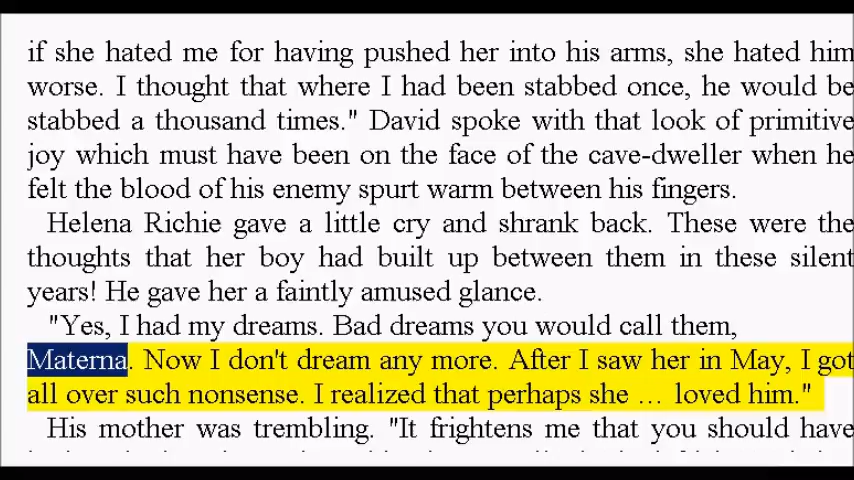 if she hated me for having pushed her into his arms, she hated him
worse. I thought that where I had been stabbed once, he would be
stabbed a thousand times." David spoke with that look of primitive
joy which must have been on the face of the cave-dweller when he
felt the blood of his enemy spurt warm between his fingers.
Helena Richie gave a little cry and shrank back. These were the
thoughts that her boy had built up between them in these silent
years! He gave her a faintly amused glance.
"Yes, I had my dreams. Bad dreams you would call them,
Materna. Now I don't dream any more. After I saw her in May, I got
all over such nonsense. I realized that perhaps she ... loved him."
His mother was trembling. "It frightens me that you should have